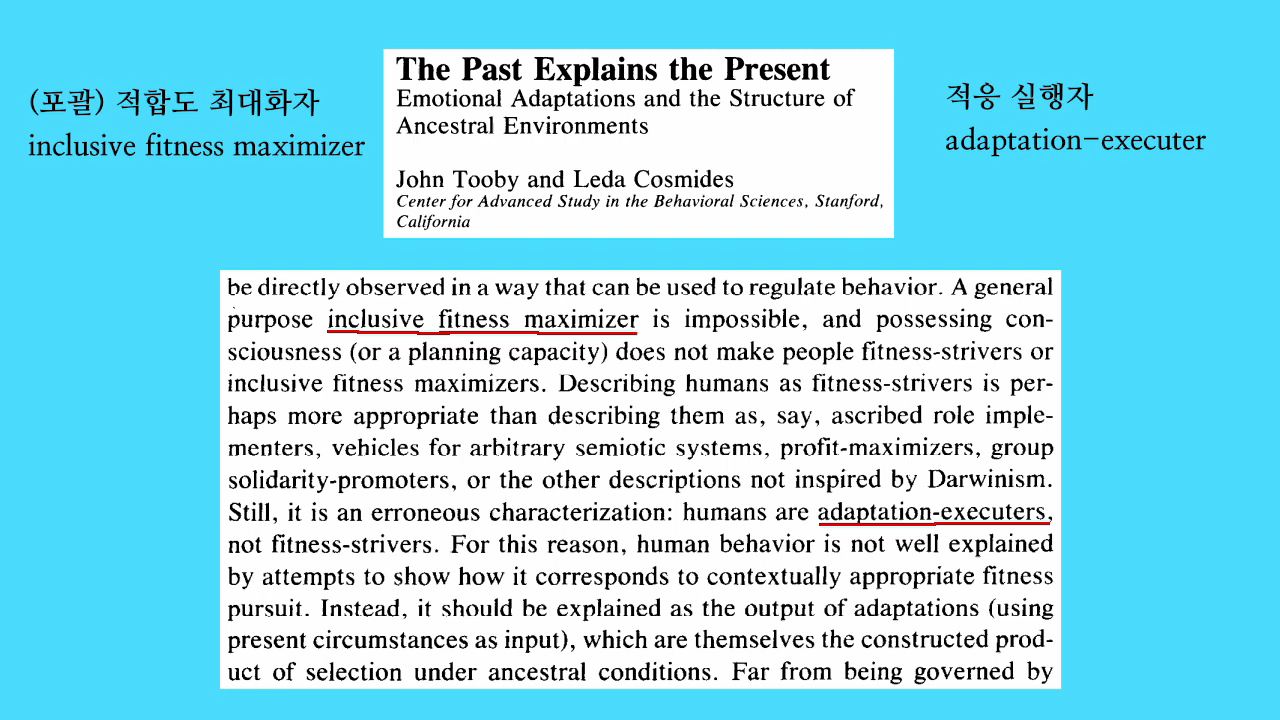 (포괄) 적합도 최대화자
inclusive fitness maximizer
The Past Explains the Present
Emotional Adaptations and the Structure of
Ancestral Environments
John Tooby and Leda Cosmides
Center for Advanced Study in the Behavioral Sciences, Stanford,
California
적응 실행자
adaptation-executer
be directly observed in a way that can be used to regulate behavior. A general
purpose inclusive fitness maximizer is impossible, and possessing con-
sciousness (or a planning capacity) does not make people fitness-strivers or
inclusive fitness maximizers. Describing humans as fitness-strivers is per-
haps more appropriate than describing them as, say, ascribed role imple-
menters, vehicles for arbitrary semiotic systems, profit-maximizers, group
solidarity-promoters, or the other descriptions not inspired by Darwinism.
Still, it is an erroneous characterization: humans are adaptation-executers,
not fitness-strivers. For this reason, human behavior is not well explained
by attempts to show how it corresponds to contextually appropriate fitness
pursuit. Instead, it should be explained as the output of adaptations (using
present circumstances as input), which are themselves the constructed prod-
uct of selection under ancestral conditions. Far from being governed by